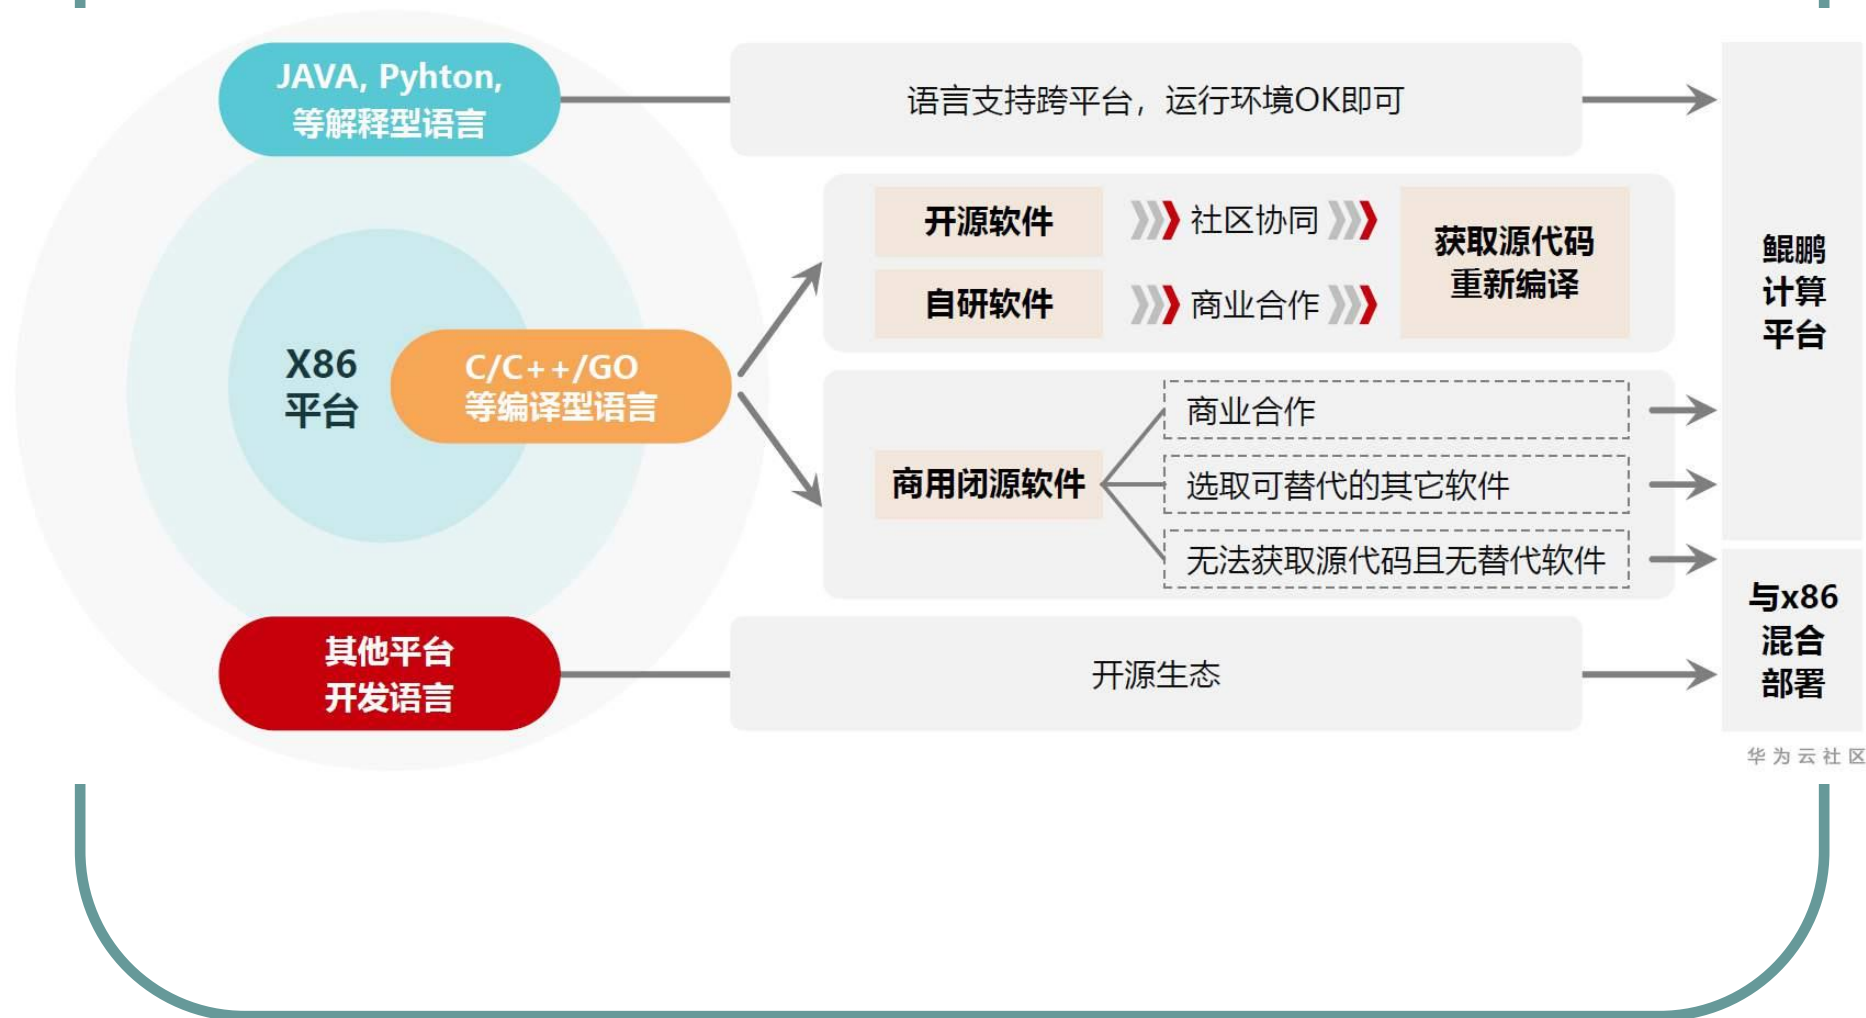 JAVA, Pyhton,
等解释型语言
语言支持跨平台，运行环境OK即可
X86
平台
C/C++/GO
等编译型语言
开源软件
社区协同
自研软件
商业合作
获取源代码
重新编译
商用闭源软件
商业合作
选取可替代的其它软件
无法获取源代码且无替代软件
其他平台
开发语言
开源生态
鲲鹏
计算
平台
与x86
混合
部署
华为云社区